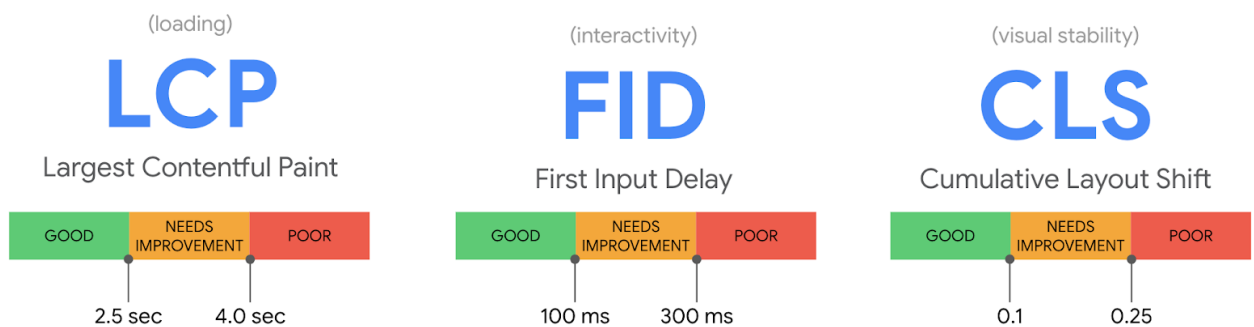 (loading)
LCP
Largest Contentful Paint
GOOD
NEEDS
IMPROVEMENT
POOR
2.5 sec
4.0 sec
(interactivity)
FID
First Input Delay
GOOD
NEEDS
IMPROVEMENT
POOR
100 ms
300 ms
(visual stability)
CLS
Cumulative Layout Shift
GOOD
NEEDS
IMPROVEMENT
POOR
0.1
0.25